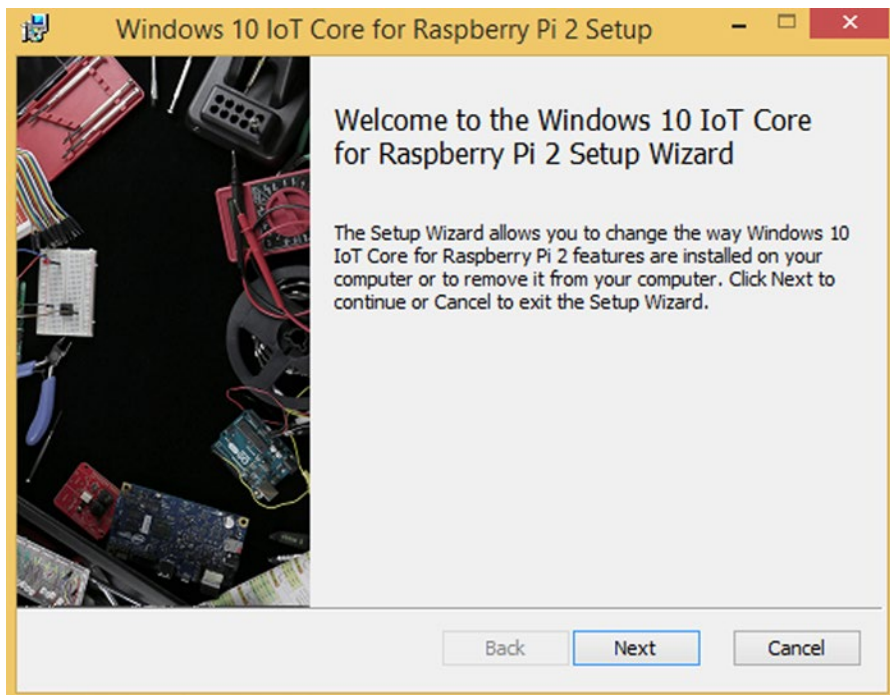 Windows 10 IoT Core for Raspberry Pi 2 Setup
Welcome to the Windows 10 IoT Core
for Raspberry Pi 2 Setup Wizard
The Setup Wizard allows you to change the way Windows 10
IoT Core for Raspberry Pi 2 features are installed on your
computer or to remove it from your computer. Click Next to
continue or Cancel to exit the Setup Wizard.
Back
Next
Cancel